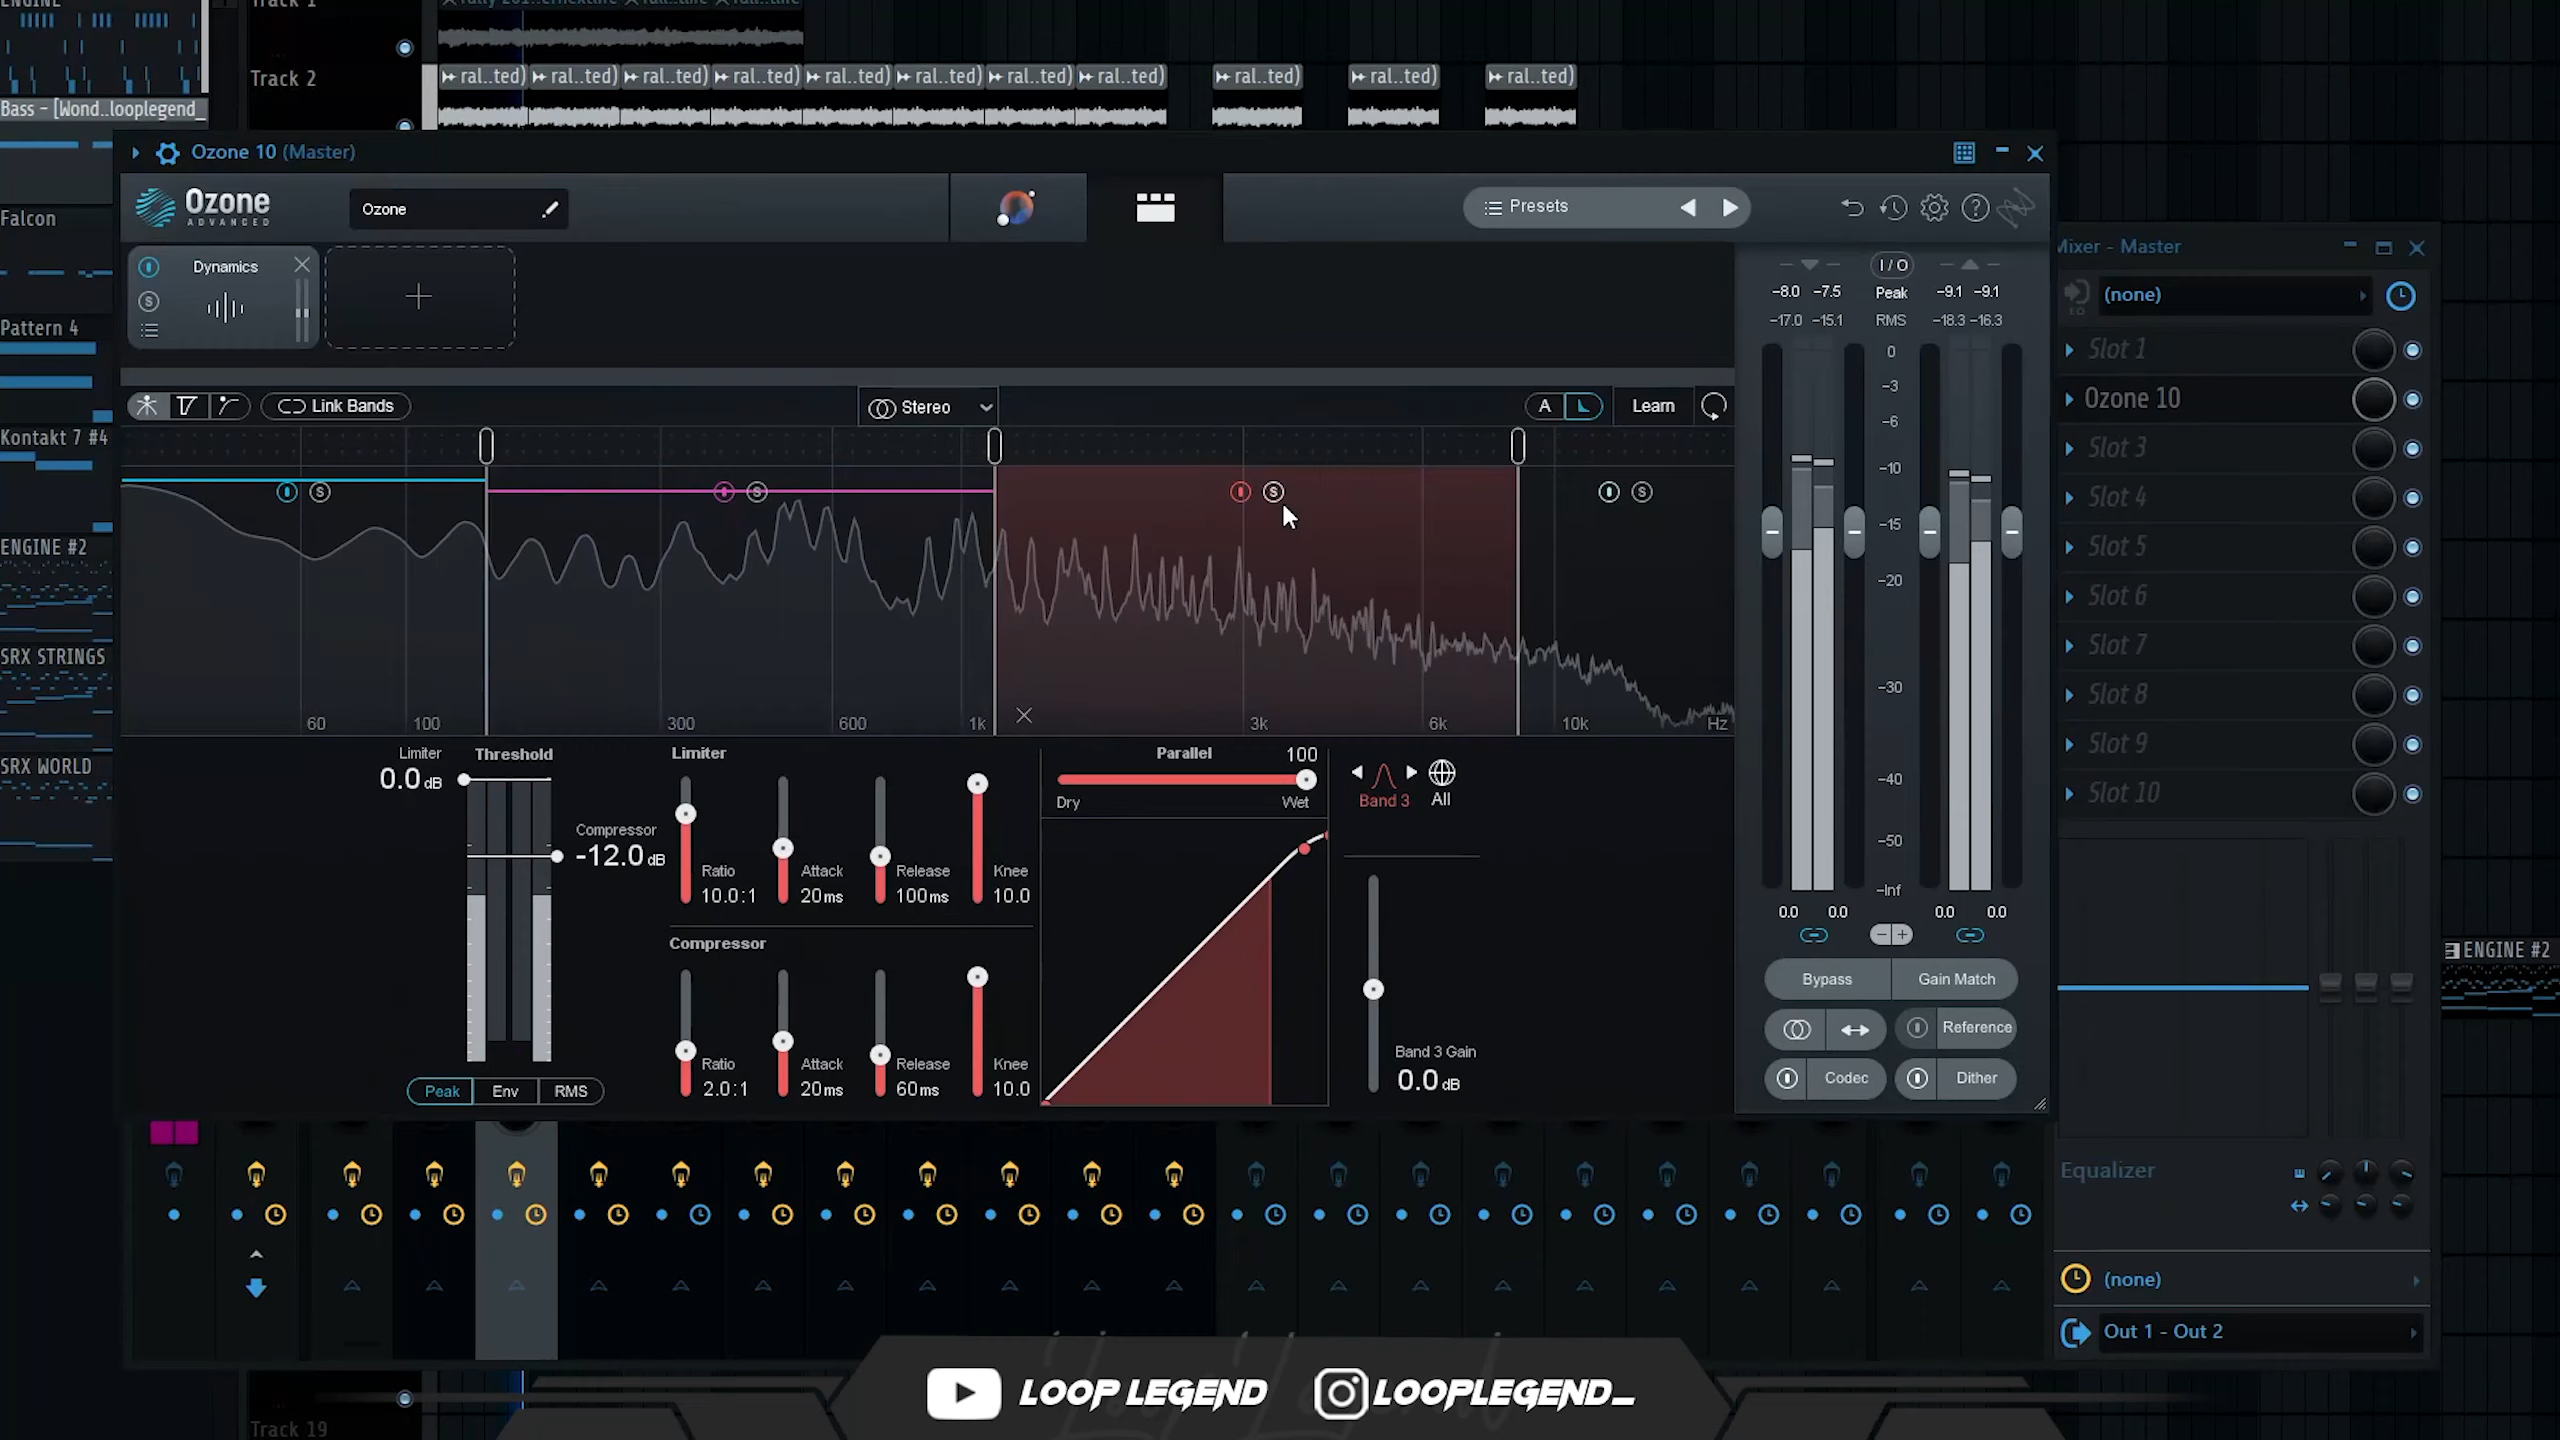 ENGINE
Track 1
Track 2
ral..ted) ral..ted) ral..ted) ral..ted) ral..ted) ral..ted) ral..ted) ral..ted) ral..ted) ral..ted) ral..ted)
Bass - [Wond..looplegend_
Falcon
Pattern 4
Kontakt 7 #4
ENGINE #2
SRX STRINGS
SRX WORLD
Ozone 10 (Master)
Ozone
ADVANCED
Ozone
Presets
Dynamics
S
Link Bands
Stereo
A
Learn
S
S
S
S
60 100 300 600 1k 3k 6k 10k Hz
Limiter
0.0 dB
Threshold
Compressor
-12.0 dB
Peak Env RMS
Limiter
Ratio Attack Release Knee
10.0:1 20ms 100ms 10.0
Compressor
Ratio Attack Release Knee
2.0:1 20ms 60ms 10.0
Parallel 100
Dry Wet
Band 3 All
Band 3 Gain
0.0 dB
I/O
-8.0 -7.5 Peak -9.1 -9.1
-17.0 -15.1 RMS -18.3 -16.3
0
-3
-6
-10
-15
-20
-30
-40
-50
-Inf
0.0 0.0 0.0 0.0
Bypass Gain Match
Reference
Codec Dither
Mixer - Master
(none)
Slot 1
Ozone 10
Slot 3
Slot 4
Slot 5
Slot 6
Slot 7
Slot 8
Slot 9
Slot 10
Equalizer
(none)
Out 1 - Out 2
ENGINE #2
Track 19
LOOP LEGEND
LOOPLEGEND_